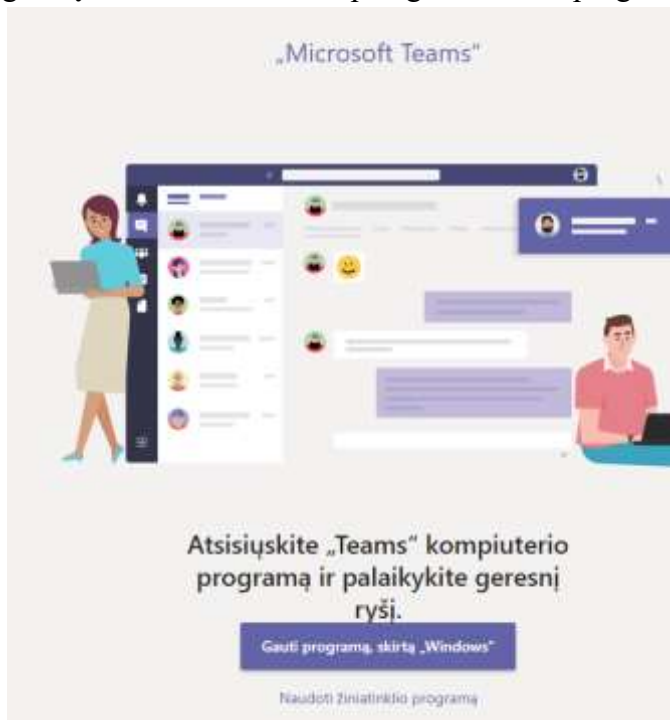 „Microsoft Teams“
Atsisiųskite „Teams“ kompiuterio
programą ir palaikykite geresnį
ryšį.
Gauti programą, skirtą „Windows“
Naudoti žiniatinklio programą